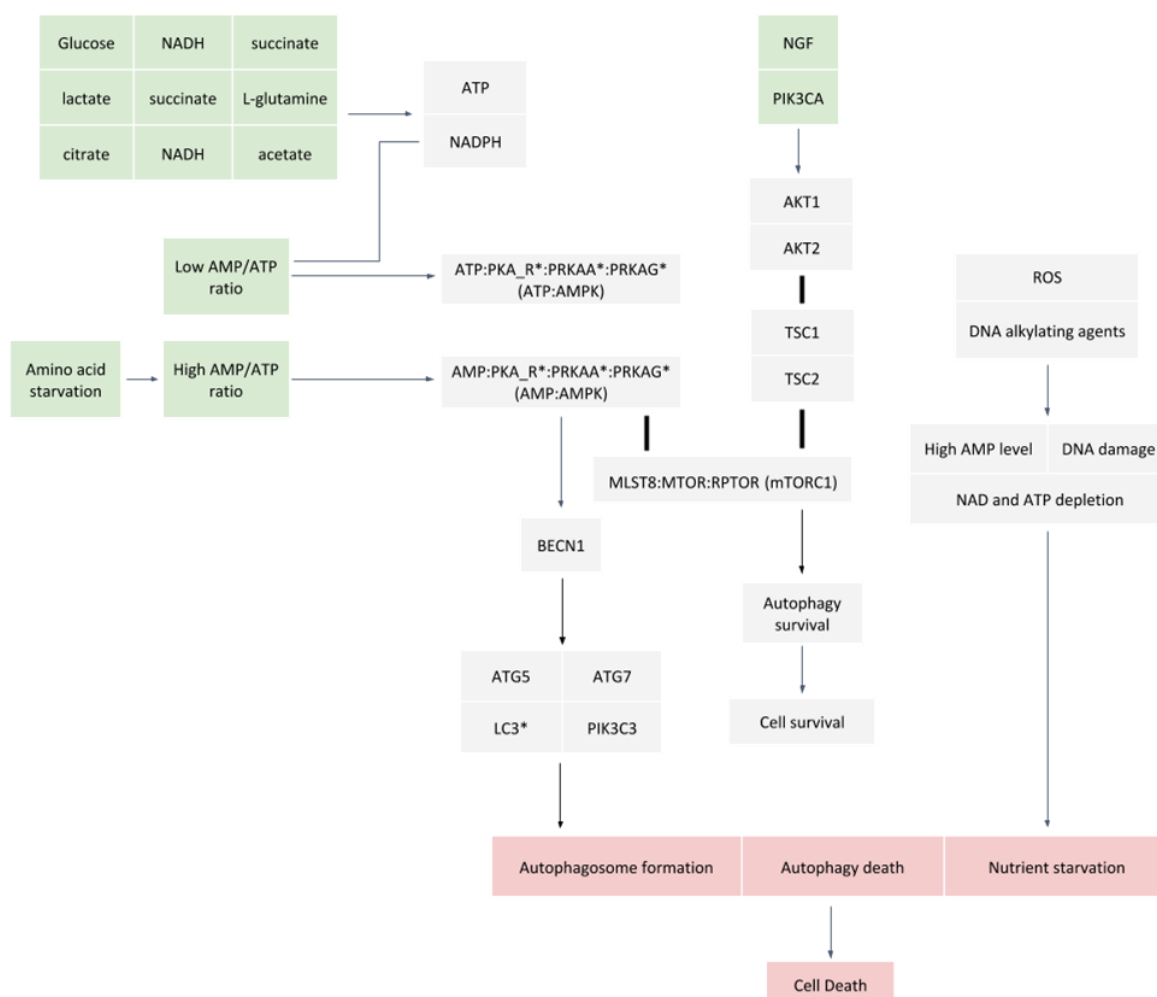 Glucose
NADH
succinate
lactate
succinate
L-glutamine
citrate
NADH
acetate
ATP
NADPH
NGF
PIK3CA
AKT1
AKT2
Low AMP/ATP
ratio
ATP:PKA_R*:PRKAA*:PRKAG*
(ATP:AMPK)
ROS
DNA alkylating agents
TSC1
TSC2
Amino acid
starvation
High AMP/ATP
ratio
AMP:PKA_R*:PRKAA*:PRKAG*
(AMP:AMPK)
High AMP level
DNA damage
NAD and ATP depletion
MLST8:MTOR:RPTOR (mTORC1)
BECN1
Autophagy
survival
ATG5
ATG7
LC3*
PIK3C3
Cell survival
Autophagosome formation
Autophagy death
Nutrient starvation
Cell Death